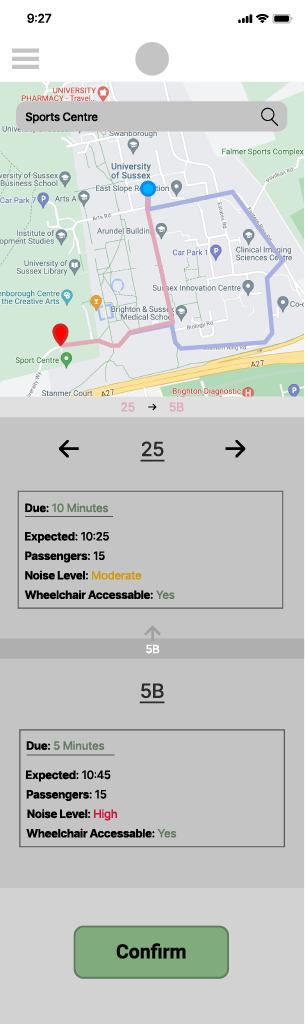 9:27
UNIVERSITY
PHARMACY - Travel..
Sports Centre
Swanborough
University
of Sussex
Falmer Sports Complex
University of Sussex
Business School
East Slope
Car Park 7
Arts A
Arts Rd
Institute of
Development Studies
Arundel Building
Car Park 1
Clinical Imaging
Sciences Centre
University of
Sussex Library
Sussex Innovation Centre
Attenborough Centre
the Creative Arts
Brighton & Sussex
Medical School
Biology Rd
Co-
Sport Centre
Stanmer Court
A27
A27
Brighton Diagnostic
25 → 5B
← 25 →
Due: 10 Minutes
Expected: 10:25
Passengers: 15
Noise Level: Moderate
Wheelchair Accessable: Yes
5B
5B
Due: 5 Minutes
Expected: 10:45
Passengers: 15
Noise Level: High
Wheelchair Accessable: Yes
Confirm